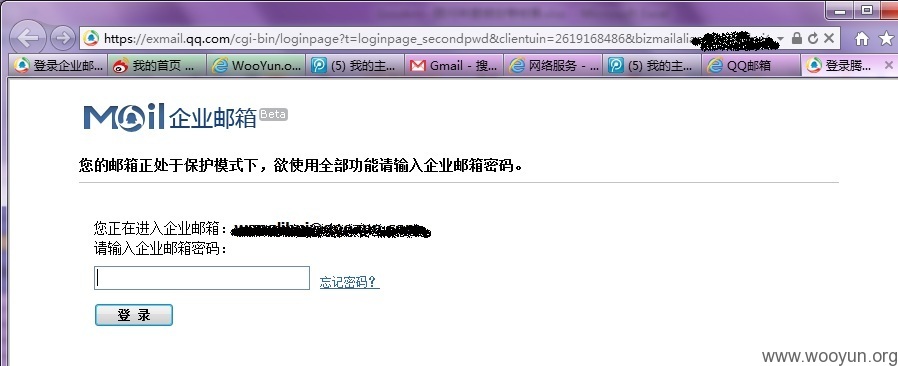 https://exmail.qq.com/cgi-bin/loginpage?t=loginpage_secondpwd&clientuin=2619168486&bizmailalia
登录企业邮... 我的首页 ... WooYun.o... (5) 我的主... Gmail - 搜... 网络服务 - ... (5) 我的主... QQ邮箱 登录腾...
Mail 企业邮箱 Beta
您的邮箱正处于保护模式下，欲使用全部功能请输入企业邮箱密码。
您正在进入企业邮箱：
请输入企业邮箱密码：
忘记密码？
登 录
www.wooyun.org